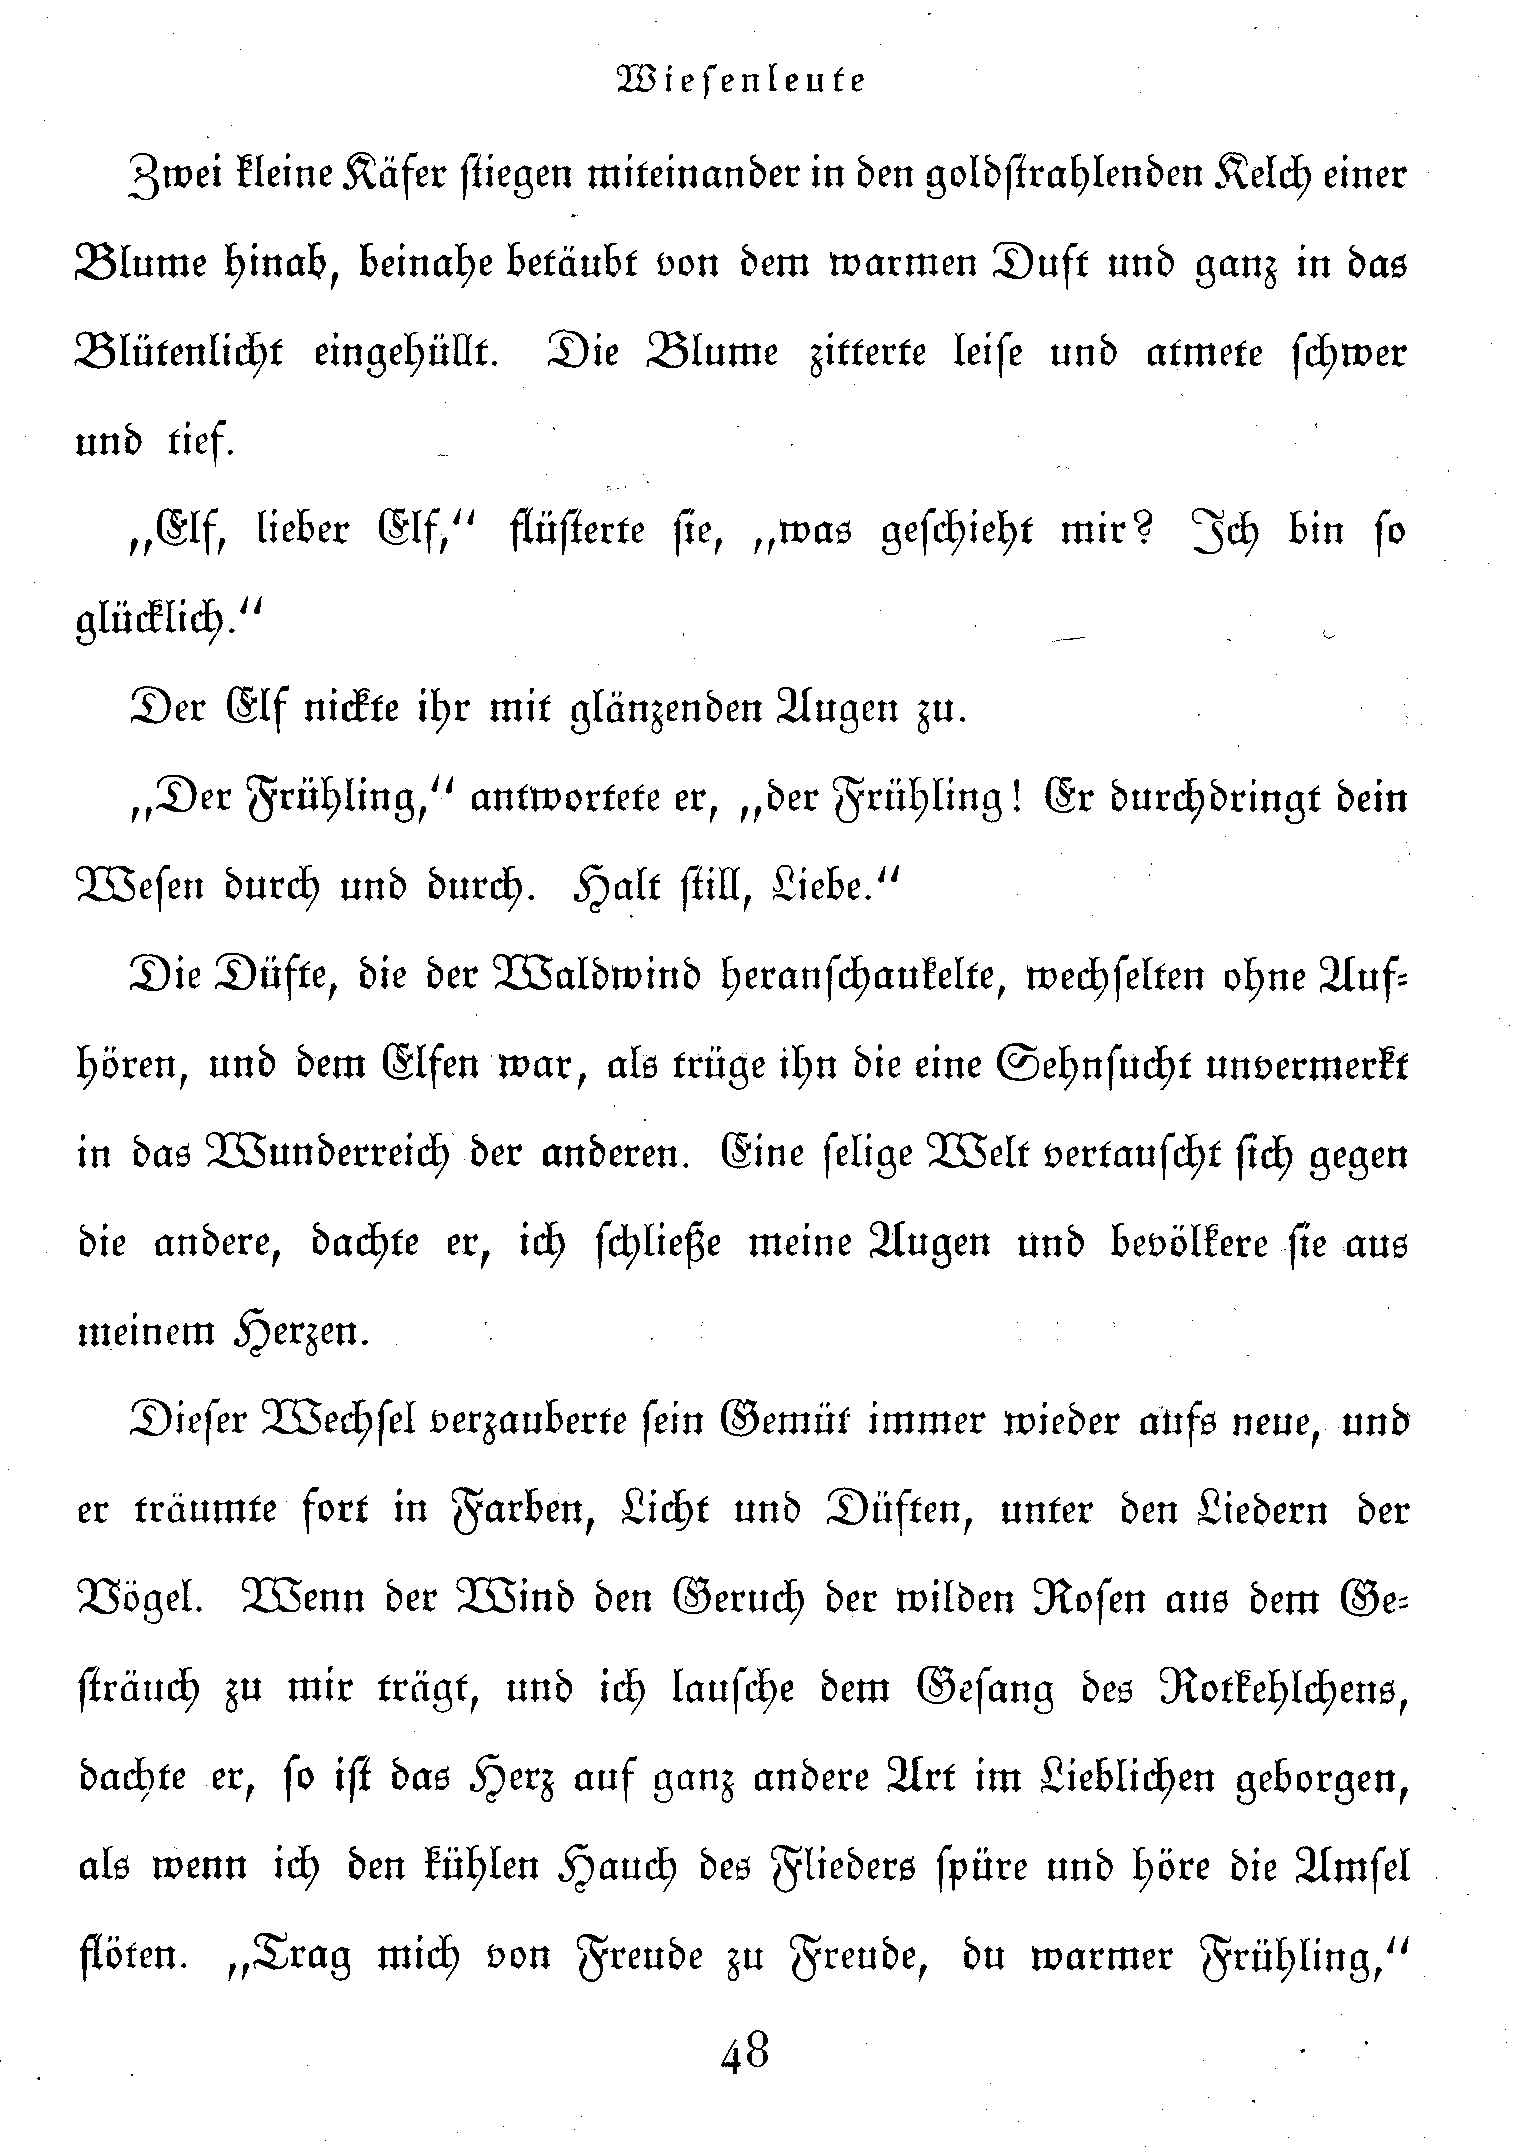 Wiesenleute
Zwei kleine Käfer stiegen miteinander in den goldstrahlenden Kelch einer
Blume hinab, beinahe betäubt von dem warmen Duft und ganz in das
Blütenlicht eingehüllt. Die Blume zitterte leise und atmete schwer
und tief.
„Elf, lieber Elf,“ flüsterte sie, „was geschieht mir? Ich bin so
glücklich.“
Der Elf nickte ihr mit glänzenden Augen zu.
„Der Frühling,“ antwortete er, „der Frühling! Er durchdringt dein
Wesen durch und durch. Halt still, Liebe.“
Die Düfte, die der Waldwind heranschaukelte, wechselten ohne Auf-
hören, und dem Elfen war, als trüge ihn die eine Sehnsucht unvermerkt
in das Wunderreich der anderen. Eine selige Welt vertauscht sich gegen
die andere, dachte er, ich schließe meine Augen und bevölkere sie aus
meinem Herzen.
Dieser Wechsel verzauberte sein Gemüt immer wieder aufs neue, und
er träumte fort in Farben, Licht und Düften, unter den Liedern der
Vögel. Wenn der Wind den Geruch der wilden Rosen aus dem Ge-
sträuch zu mir trägt, und ich lausche dem Gesang des Rotkehlchens,
dachte er, so ist das Herz auf ganz andere Art im Lieblichen geborgen,
als wenn ich den kühlen Hauch des Flieders spüre und höre die Amsel
flöten. „Trag mich von Freude zu Freude, du warmer Frühling,“
48